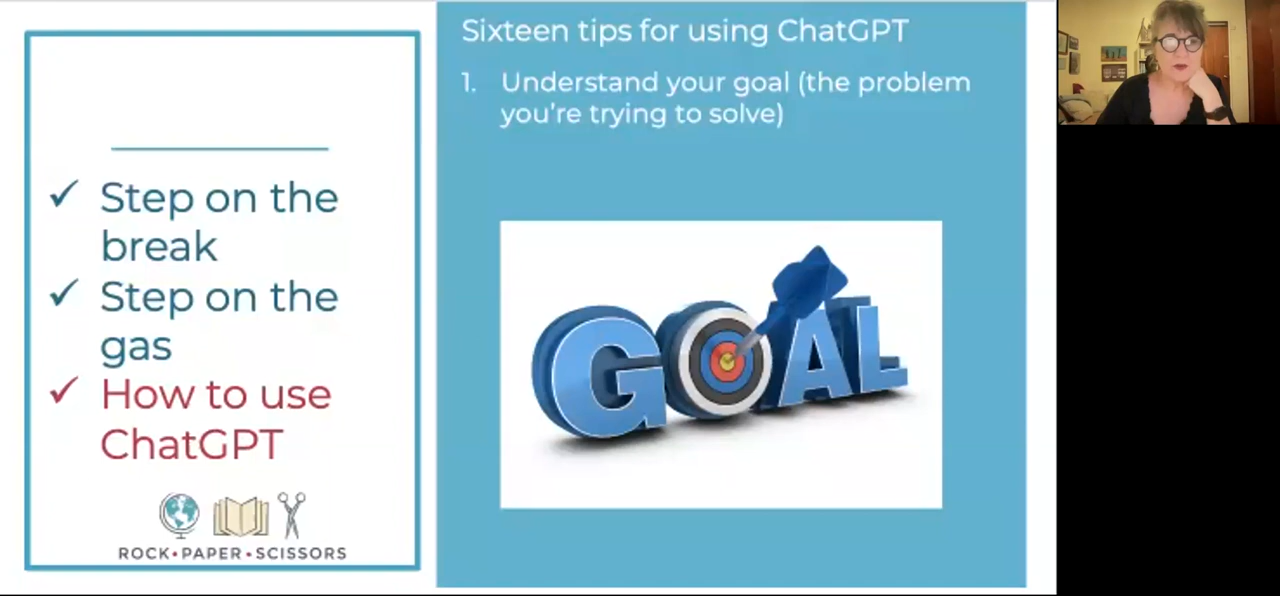 Step on the
break
Step on the
gas
How to use
ChatGPT
ROCK•PAPER•SCISSORS
Sixteen tips for using ChatGPT
1. Understand your goal (the problem
you're trying to solve)
GOAL